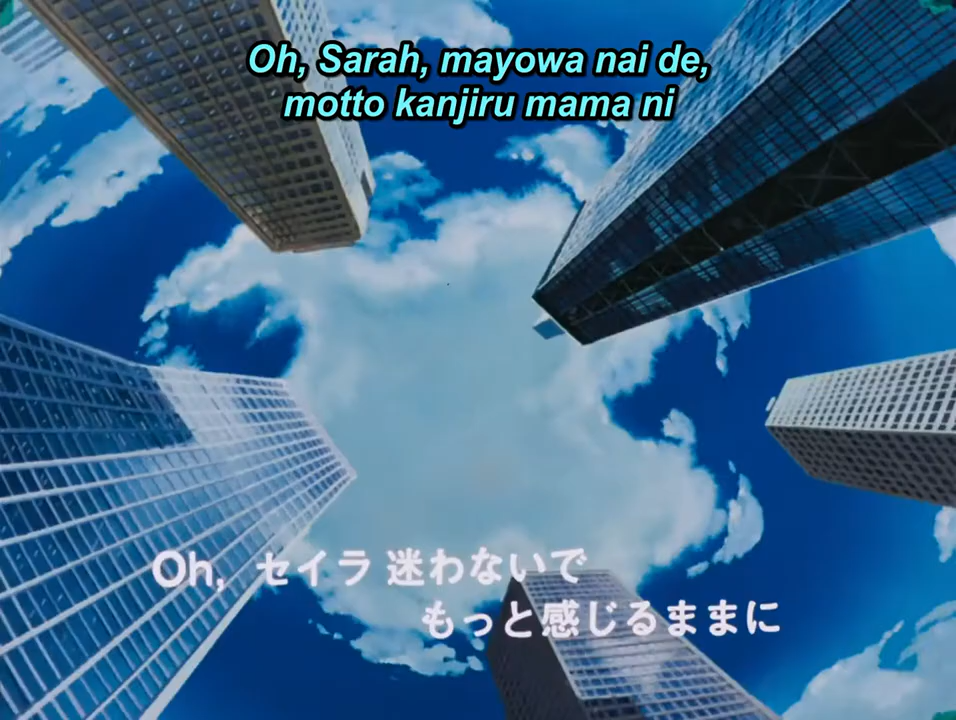 Oh, Sarah, mayowa nai de,
motto kanjiru mama ni
Oh, セイラ 迷わないで
もっと感じるままに